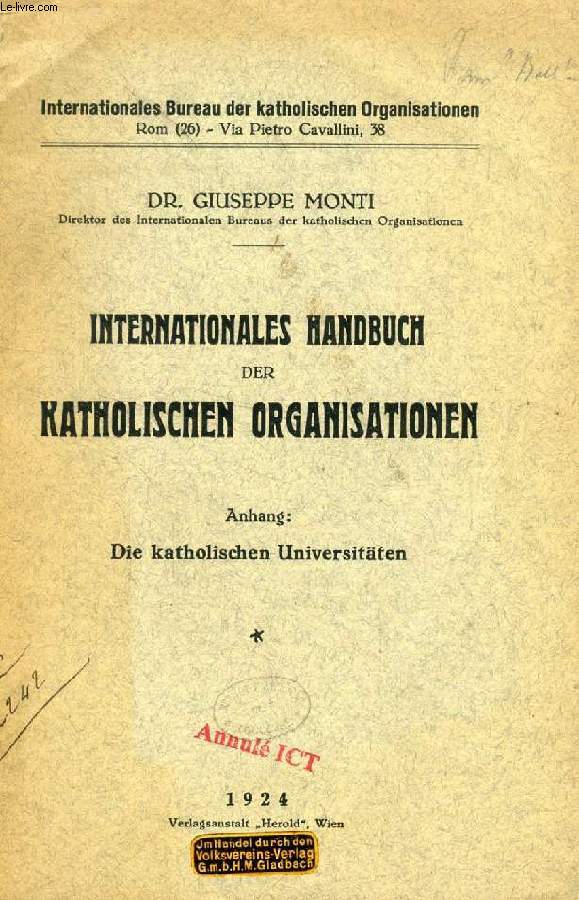 Le-livre.com
Internationales Bureau der katholischen Organisationen
Rom (26) - Via Pietro Cavallini, 38
DR. GIUSEPPE MONTI
Direktor des Internationalen Bureaus der katholischen Organisationen
INTERNATIONALES HANDBUCH
DER
KATHOLISCHEN ORGANISATIONEN
Anhang:
Die katholischen Universitäten
*
242
Annulé ICT
1924
Verlagsanstalt „Herold“, Wien
Im Handel durch den
Volksvereins-Verlag
G.m.b.H.M.Gladbach